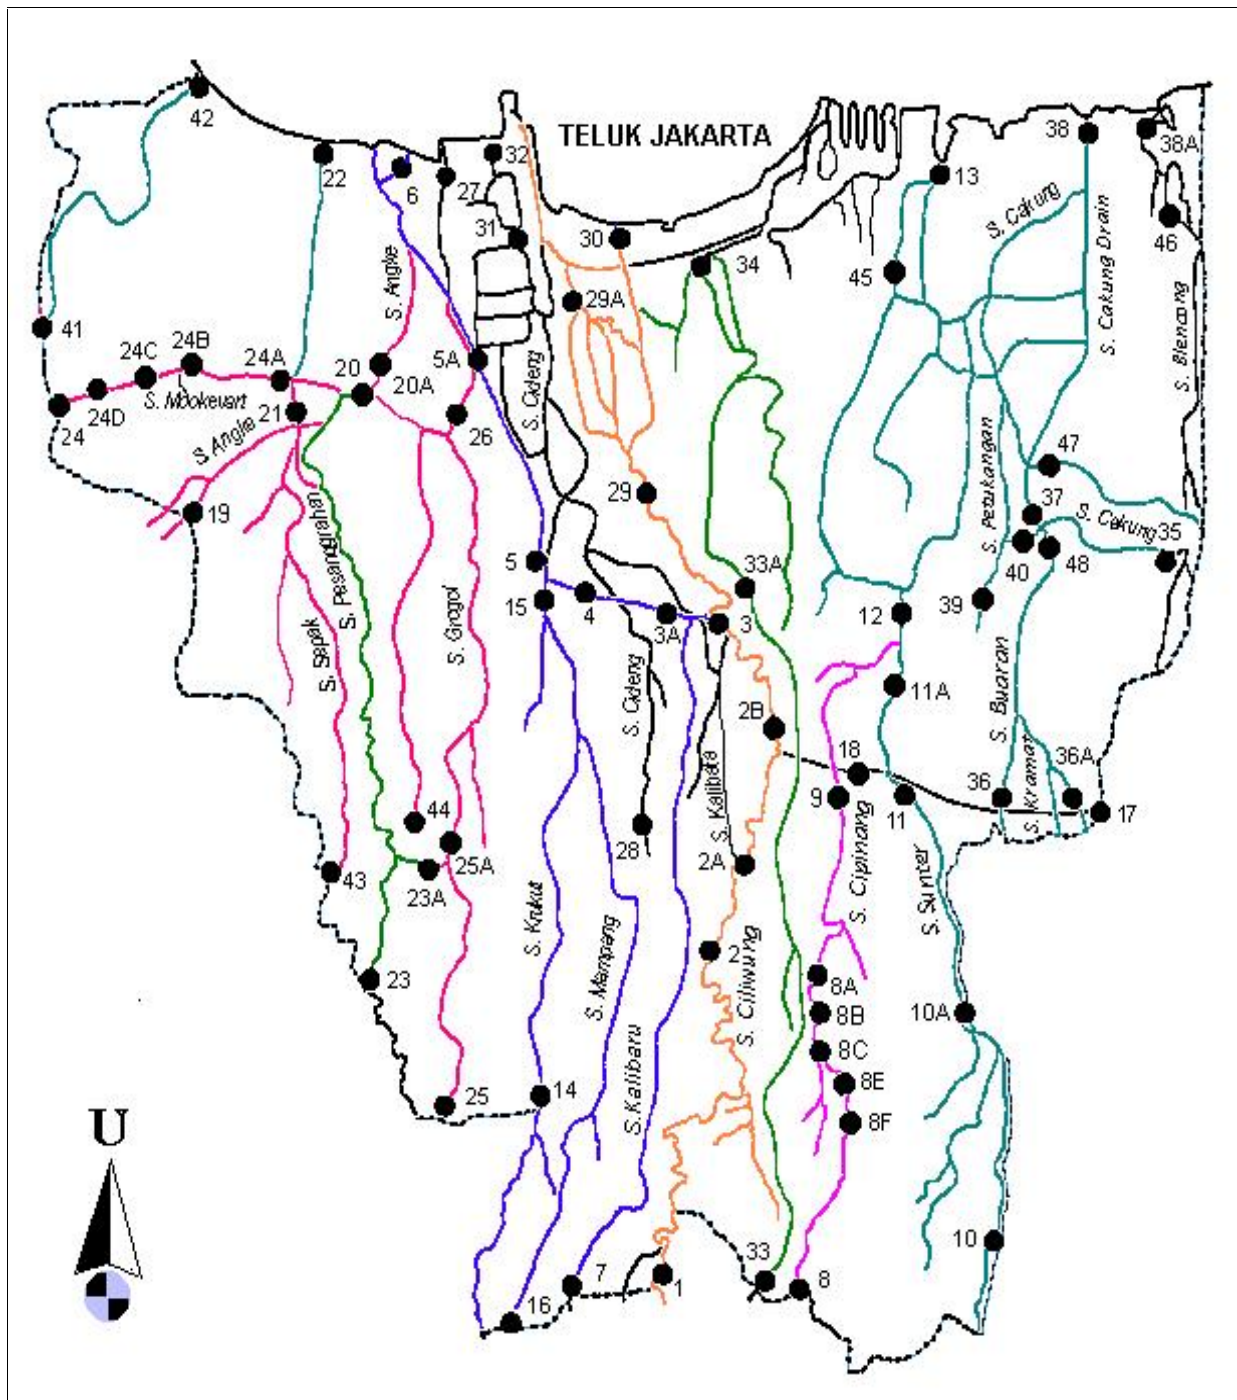 42
TELUK JAKARTA
38
38A
22
6
32
27
13
31
30
34
46
45
S. Cakung
S. Cakung Drain
S. Angke
29A
S. Blencong
41
24B
24C
24A
20
20A
5A
S. Cideng
24D
S. Mookevart
24
21
26
S. Angke
47
29
S. Petukangan
37
19
S. Cakung
35
S. Pesanggrahan
5
33A
40
48
15
4
39
3A
3
12
S. Grogol
S. Sepak
11A
S. Buaran
S. Cideng
2B
18
36A
S. Kalibata
9
11
36
S. Kramat
17
44
28
25A
2A
43
23A
S. Cipinang
S. Sunter
S. Krukut
S. Mampang
2
23
8A
S. Ciliwung
10A
8B
8C
S. Kalibaru
8E
25
14
8F
U
10
7
1
33
8
16